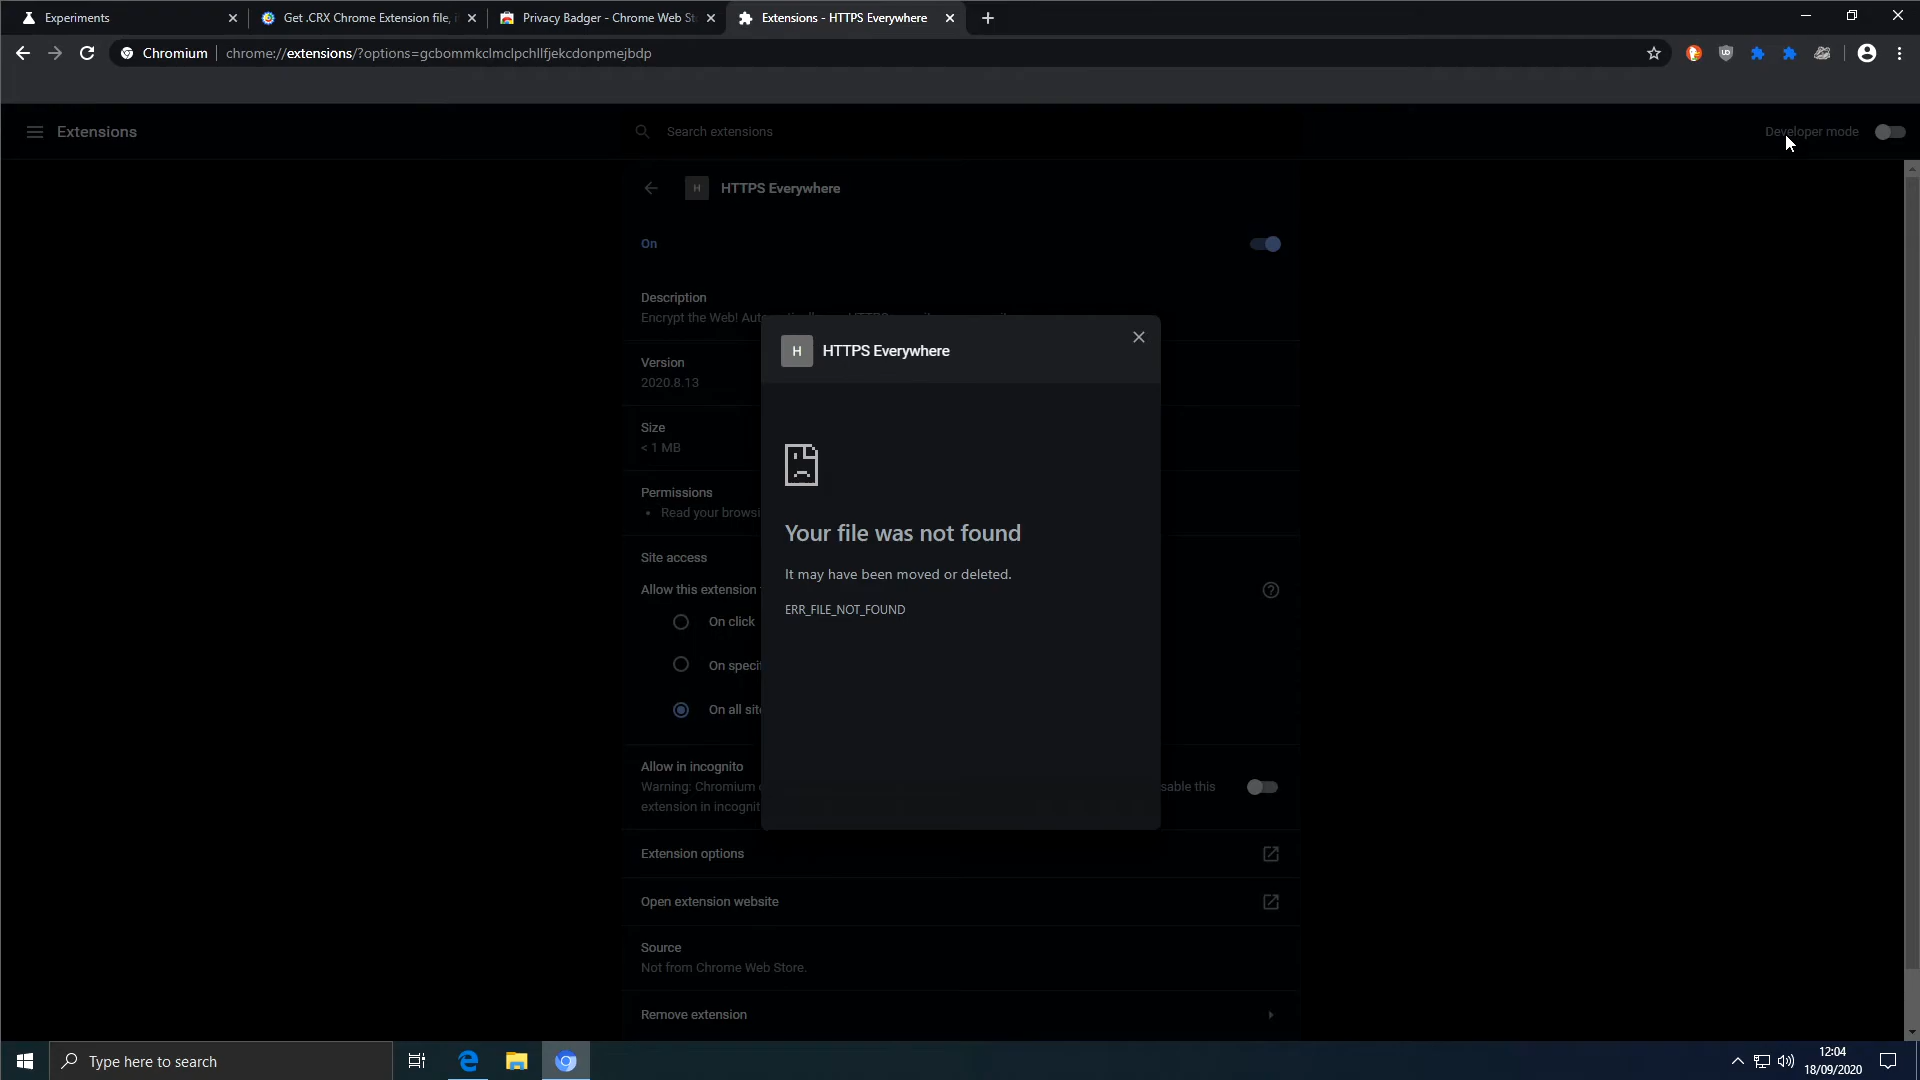 Experiments
Get .CRX Chrome Extension file,
Privacy Badger - Chrome Web St
Extensions - HTTPS Everywhere
Chromium
chrome://extensions/?options=gcbommkclmclpchllfjekcdonpmejbdp
Extensions
Search extensions
Developer mode
H
HTTPS Everywhere
On
Description
Encrypt the Web!
Version
2020.8.13
Size
< 1 MB
Permissions
Read your browsi
Site access
Allow this extension
On click
On specif
On all site
Allow in incognito
Warning: Chromium
sable this
extension in incognit
Extension options
Open extension website
Source
Not from Chrome Web Store.
Remove extension
H
HTTPS Everywhere
Your file was not found
It may have been moved or deleted.
ERR_FILE_NOT_FOUND
Type here to search
12:04
18/09/2020